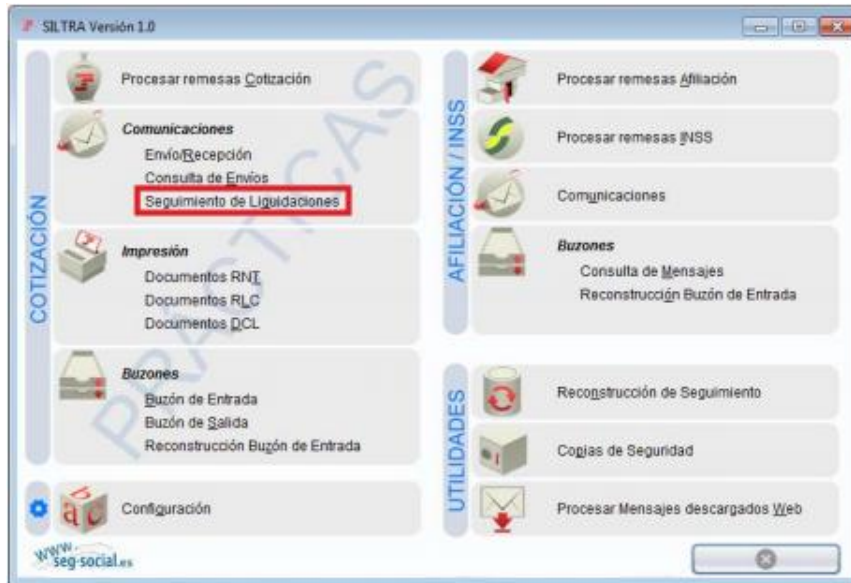 SILTRA Versión 1.0
COTIZACIÓN
Procesar remesas Cotización
Comunicaciones
Envío/Recepción
Consulta de Envíos
Seguimiento de Liquidaciones
Impresión
Documentos RNT
Documentos RLC
Documentos DCL
Buzones
Buzón de Entrada
Buzón de Salida
Reconstrucción Buzón de Entrada
Configuración
PRÁCTICAS
AFILIACIÓN / INSS
Procesar remesas Afiliación
Procesar remesas INSS
Comunicaciones
Buzones
Consulta de Mensajes
Reconstrucción Buzón de Entrada
UTILIDADES
Reconstrucción de Seguimiento
Copias de Seguridad
Procesar Mensajes descargados Web
b
a c
www.
seg-social.es